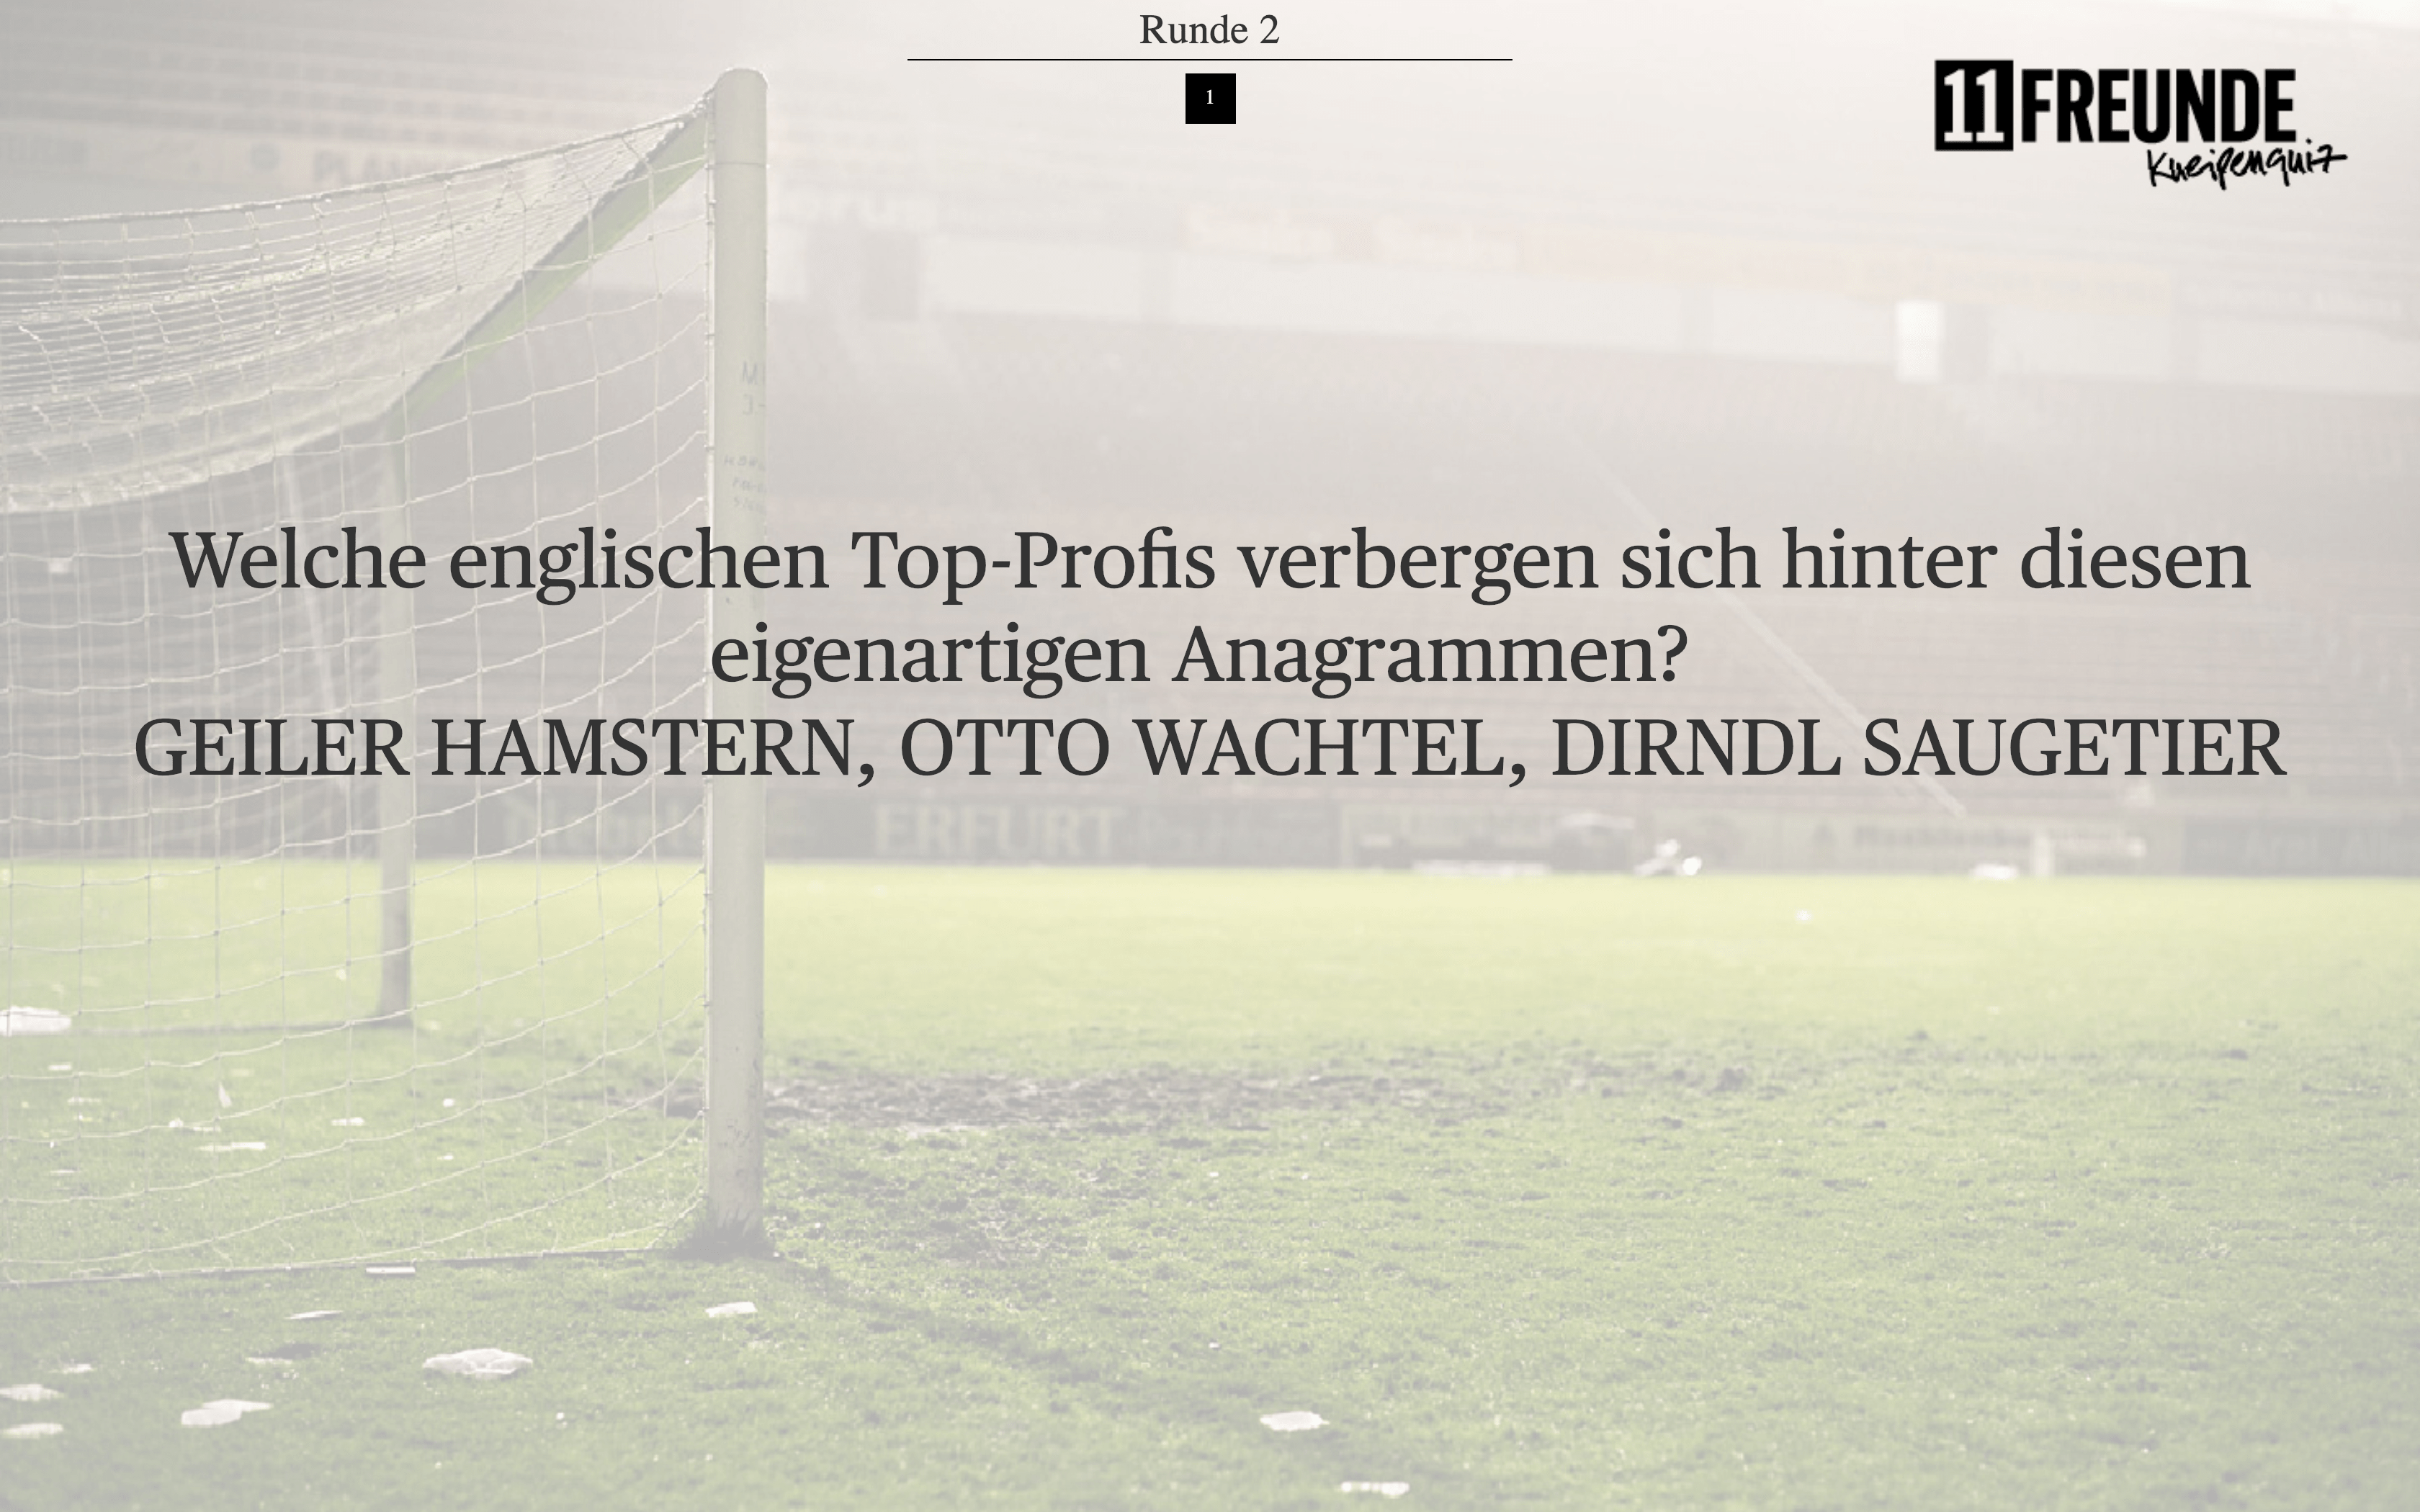 Runde 2
1
11FREUNDE
Kneipenquiz
Welche englischen Top-Profis verbergen sich hinter diesen
eigenartigen Anagrammen?
GEILER HAMSTERN, OTTO WACHTEL, DIRNDL SAUGETIER
ERFURT